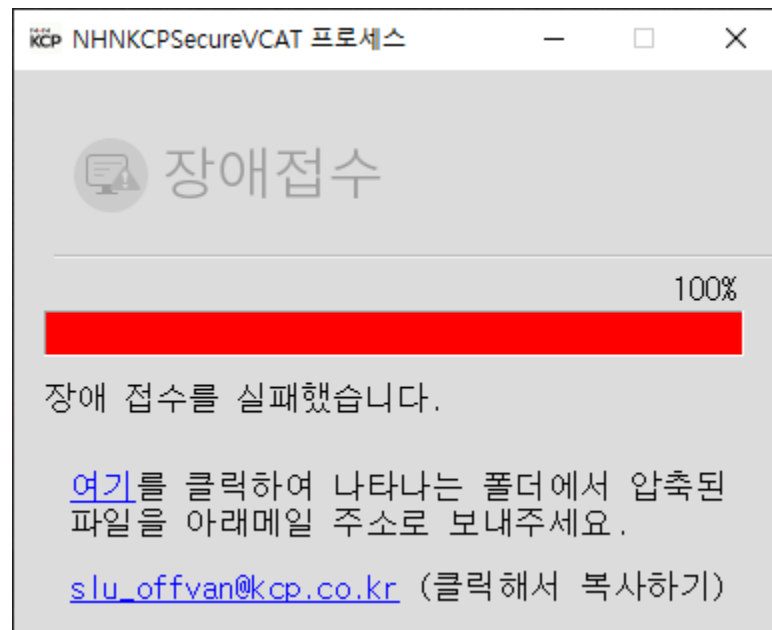 KCP NHNKCPSecureVCAT 프로세스
장애접수
100%
장애 접수를 실패했습니다.
여기를 클릭하여 나타나는 폴더에서 압축된
파일을 아래메일 주소로 보내주세요.
slu_offvan@kcp.co.kr (클릭해서 복사하기)